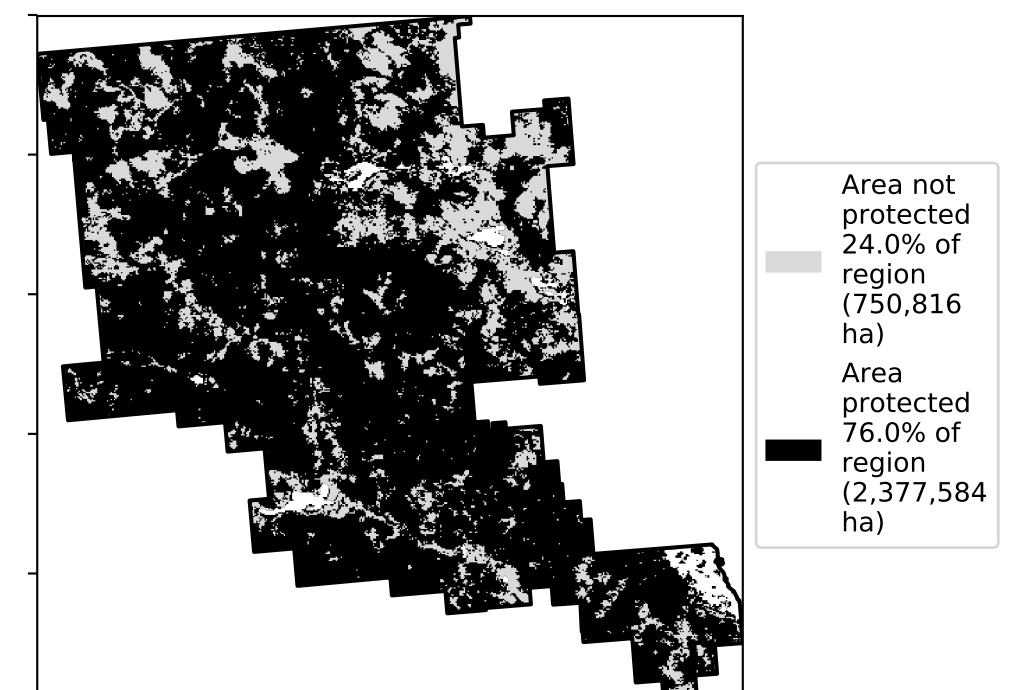 Area not
protected
24.0% of
region
(750,816
ha)
Area
protected
76.0% of
region
(2,377,584
ha)